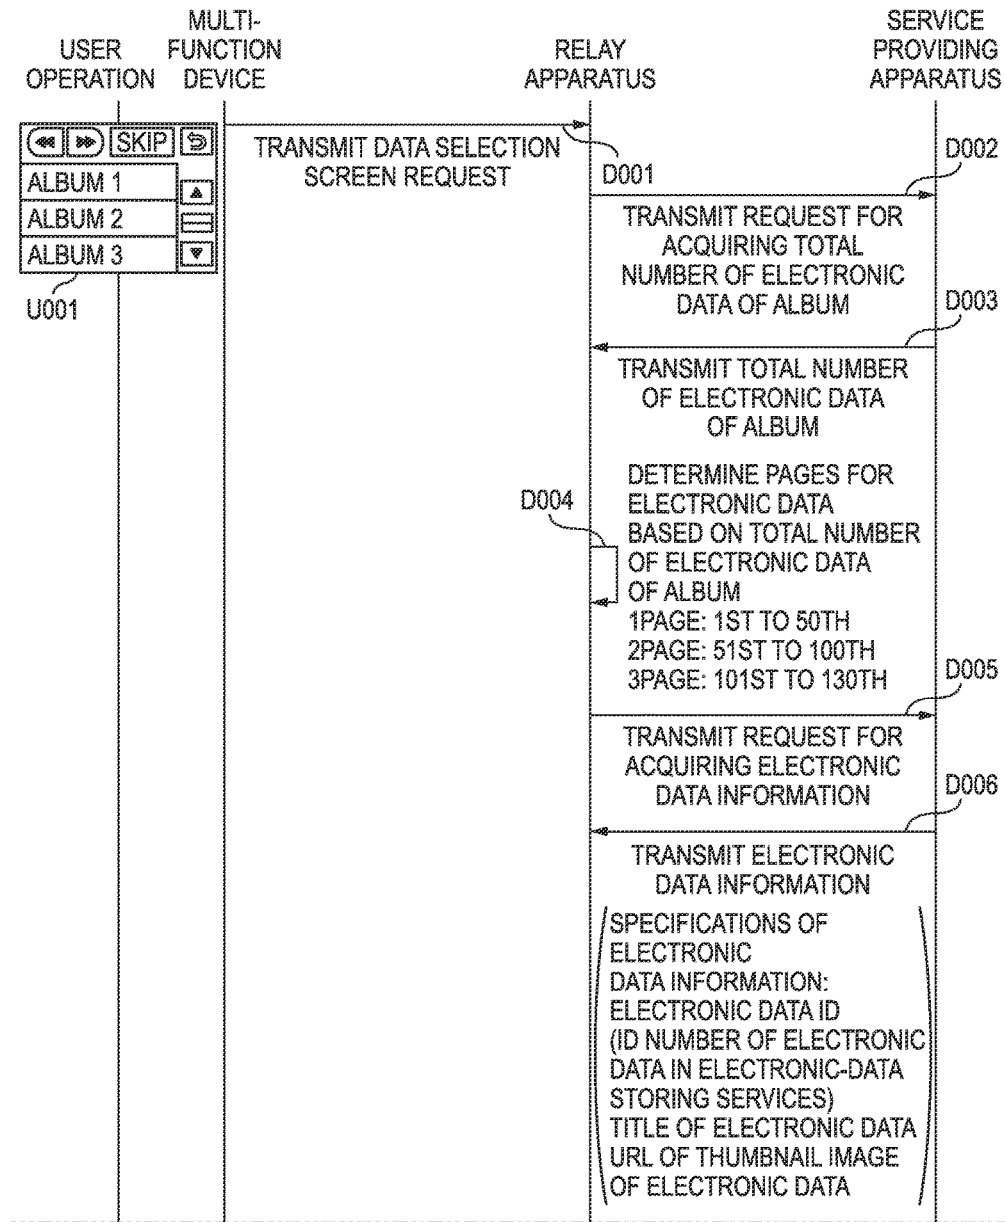 USER
OPERATION
MULTI-
FUNCTION
DEVICE
RELAY
APPARATUS
SERVICE
PROVIDING
APPARATUS
SKIP
ALBUM 1
ALBUM 2
ALBUM 3
U001
TRANSMIT DATA SELECTION
SCREEN REQUEST
D001
D002
TRANSMIT REQUEST FOR
ACQUIRING TOTAL
NUMBER OF ELECTRONIC
DATA OF ALBUM
D003
TRANSMIT TOTAL NUMBER
OF ELECTRONIC DATA
OF ALBUM
D004
DETERMINE PAGES FOR
ELECTRONIC DATA
BASED ON TOTAL NUMBER
OF ELECTRONIC DATA
OF ALBUM
1PAGE: 1ST TO 50TH
2PAGE: 51ST TO 100TH
3PAGE: 101ST TO 130TH
D005
TRANSMIT REQUEST FOR
ACQUIRING ELECTRONIC
DATA INFORMATION
D006
TRANSMIT ELECTRONIC
DATA INFORMATION
SPECIFICATIONS OF
ELECTRONIC
DATA INFORMATION:
ELECTRONIC DATA ID
(ID NUMBER OF ELECTRONIC
DATA IN ELECTRONIC-DATA
STORING SERVICES)
TITLE OF ELECTRONIC DATA
URL OF THUMBNAIL IMAGE
OF ELECTRONIC DATA